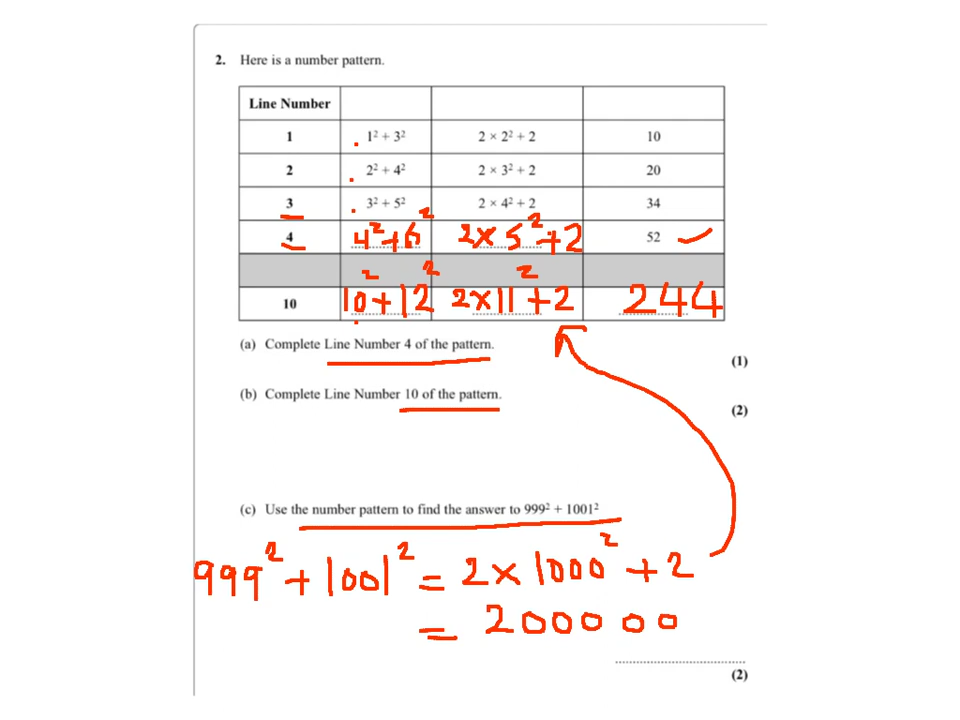 2. Here is a number pattern.
Line Number
1 1² + 3² 2 × 2² + 2 10
2 2² + 4² 2 × 3² + 2 20
3 3² + 5² 2 × 4² + 2 34
4 4² + 6² 2 × 5² + 2 52
10 10² + 12² 2 × 11² + 2 244
(a) Complete Line Number 4 of the pattern.
(1)
(b) Complete Line Number 10 of the pattern.
(2)
(c) Use the number pattern to find the answer to 999² + 1001²
999² + 1001² = 2 × 1000² + 2
= 200000
(2)